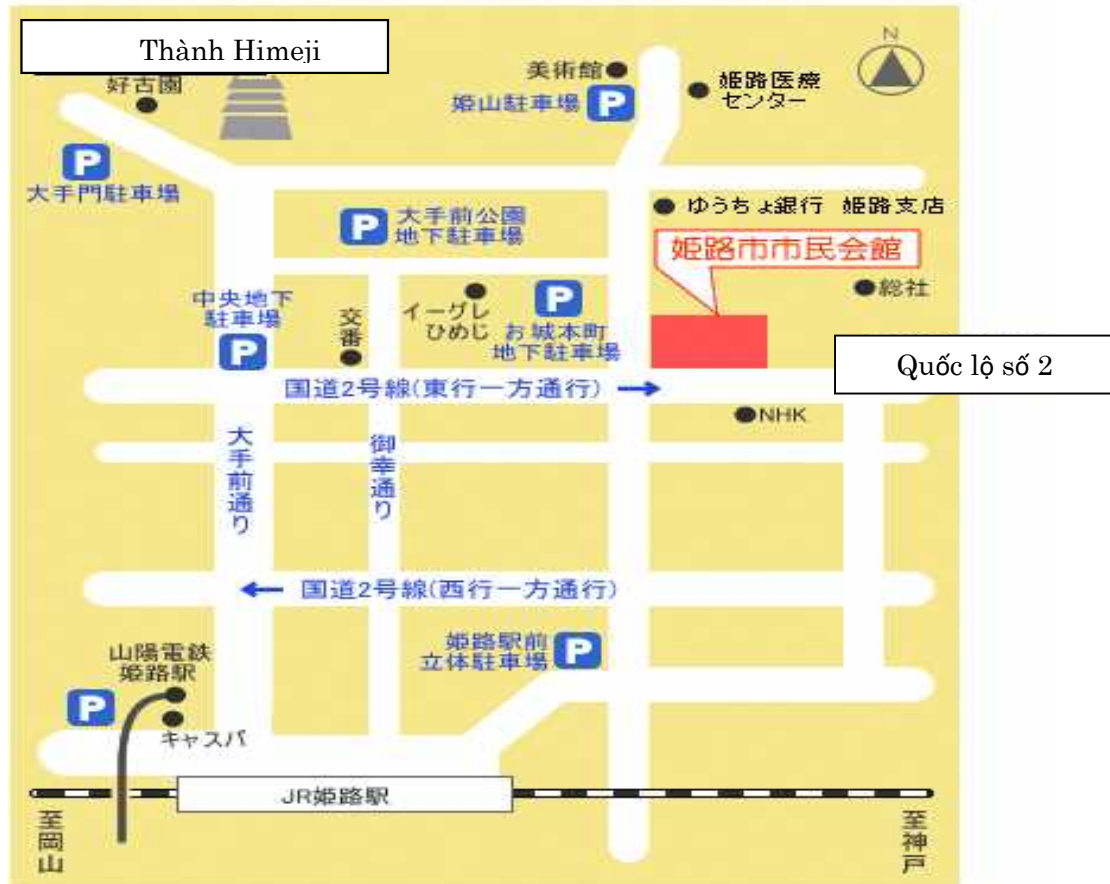 Thành Himeji
N
好古園
美術館
姫路医療
センター
姫山駐車場
P
P
大手門駐車場
P
大手前公園
地下駐車場
ゆうちょ銀行 姫路支店
姫路市市民会館
総社
中央地下
駐車場
P
交番
イーグレ
ひめじ
P
お城本町
地下駐車場
Quốc lộ số 2
国道2号線(東行一方通行)
NHK
大手前通り
御幸通り
国道2号線(西行一方通行)
姫路駅前
立体駐車場
P
山陽電鉄
姫路駅
P
キャスパ
JR姫路駅
至岡山
至神戸